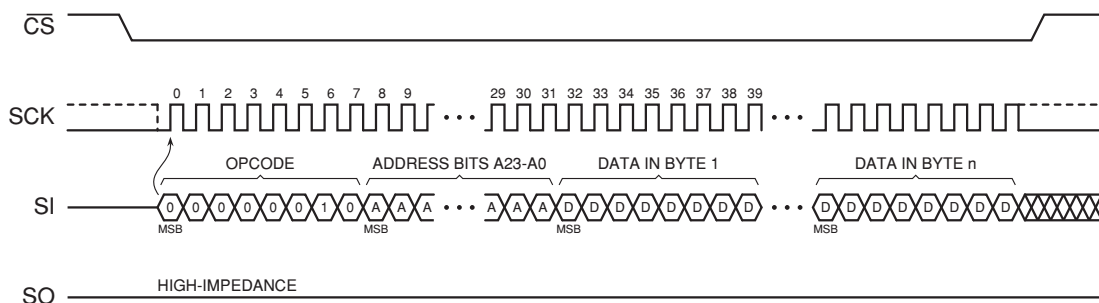 CS
0 1 2 3 4 5 6 7 8 9 29 30 31 32 33 34 35 36 37 38 39
SCK
OPCODE ADDRESS BITS A23-A0 DATA IN BYTE 1 DATA IN BYTE n
SI 0 0 0 0 0 0 1 0 A A A A A A D D D D D D D D D D D D D D D D
MSB MSB MSB MSB
HIGH-IMPEDANCE
SO